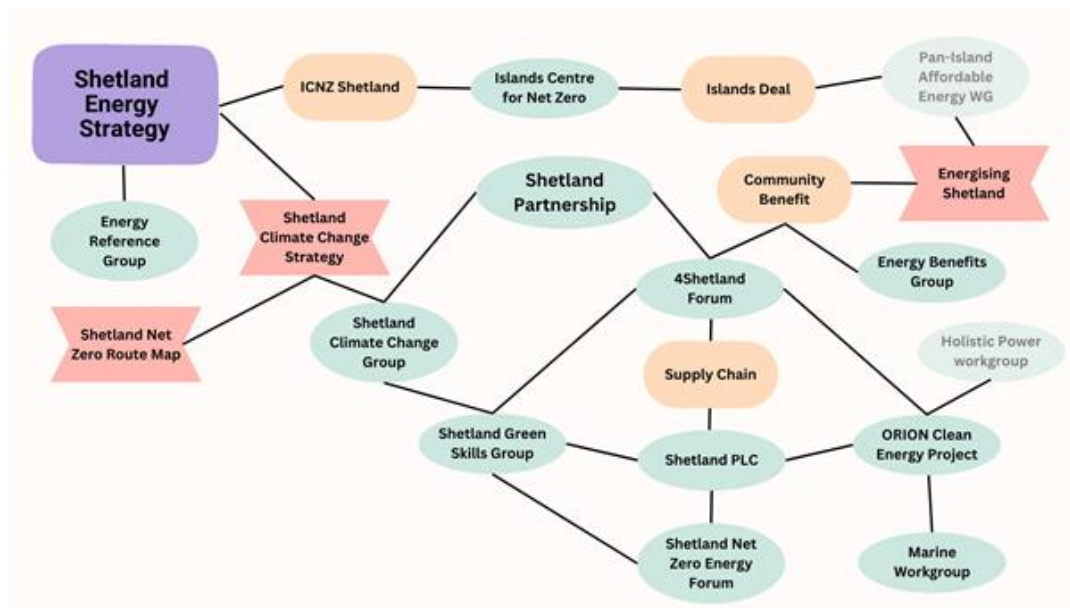 Shetland
Energy
Strategy
ICNZ Shetland
Islands Centre
for Net Zero
Islands Deal
Pan-Island
Affordable
Energy WG
Energising
Shetland
Community
Benefit
Shetland
Partnership
Energy
Reference
Group
Shetland
Climate Change
Strategy
4Shetland
Forum
Energy Benefits
Group
Shetland Net
Zero Route Map
Shetland
Climate Change
Group
Holistic Power
workgroup
Supply Chain
Shetland Green
Skills Group
Shetland PLC
ORION Clean
Energy Project
Shetland Net
Zero Energy
Forum
Marine
Workgroup